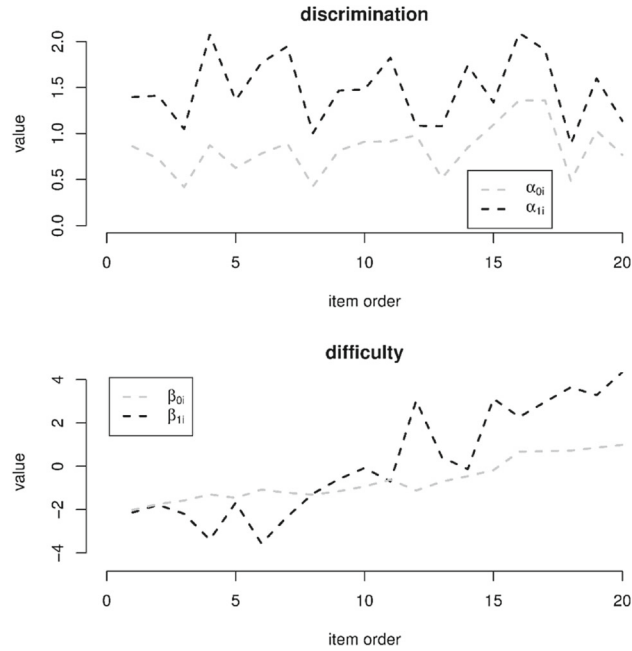 discrimination
value
2.0
1.5
1.0
0.5
0.0
α0i
α1i
0 5 10 15 20
item order
difficulty
value
4
2
0
−2
−4
β0i
β1i
0 5 10 15 20
item order